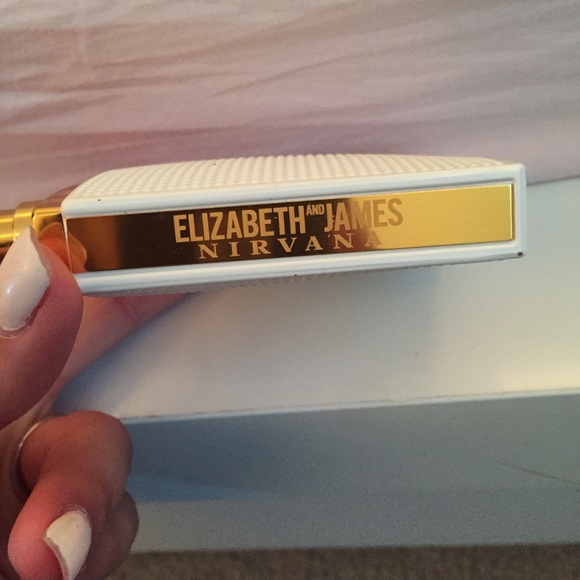 ELIZABETH AND JAMES
NIRVANA